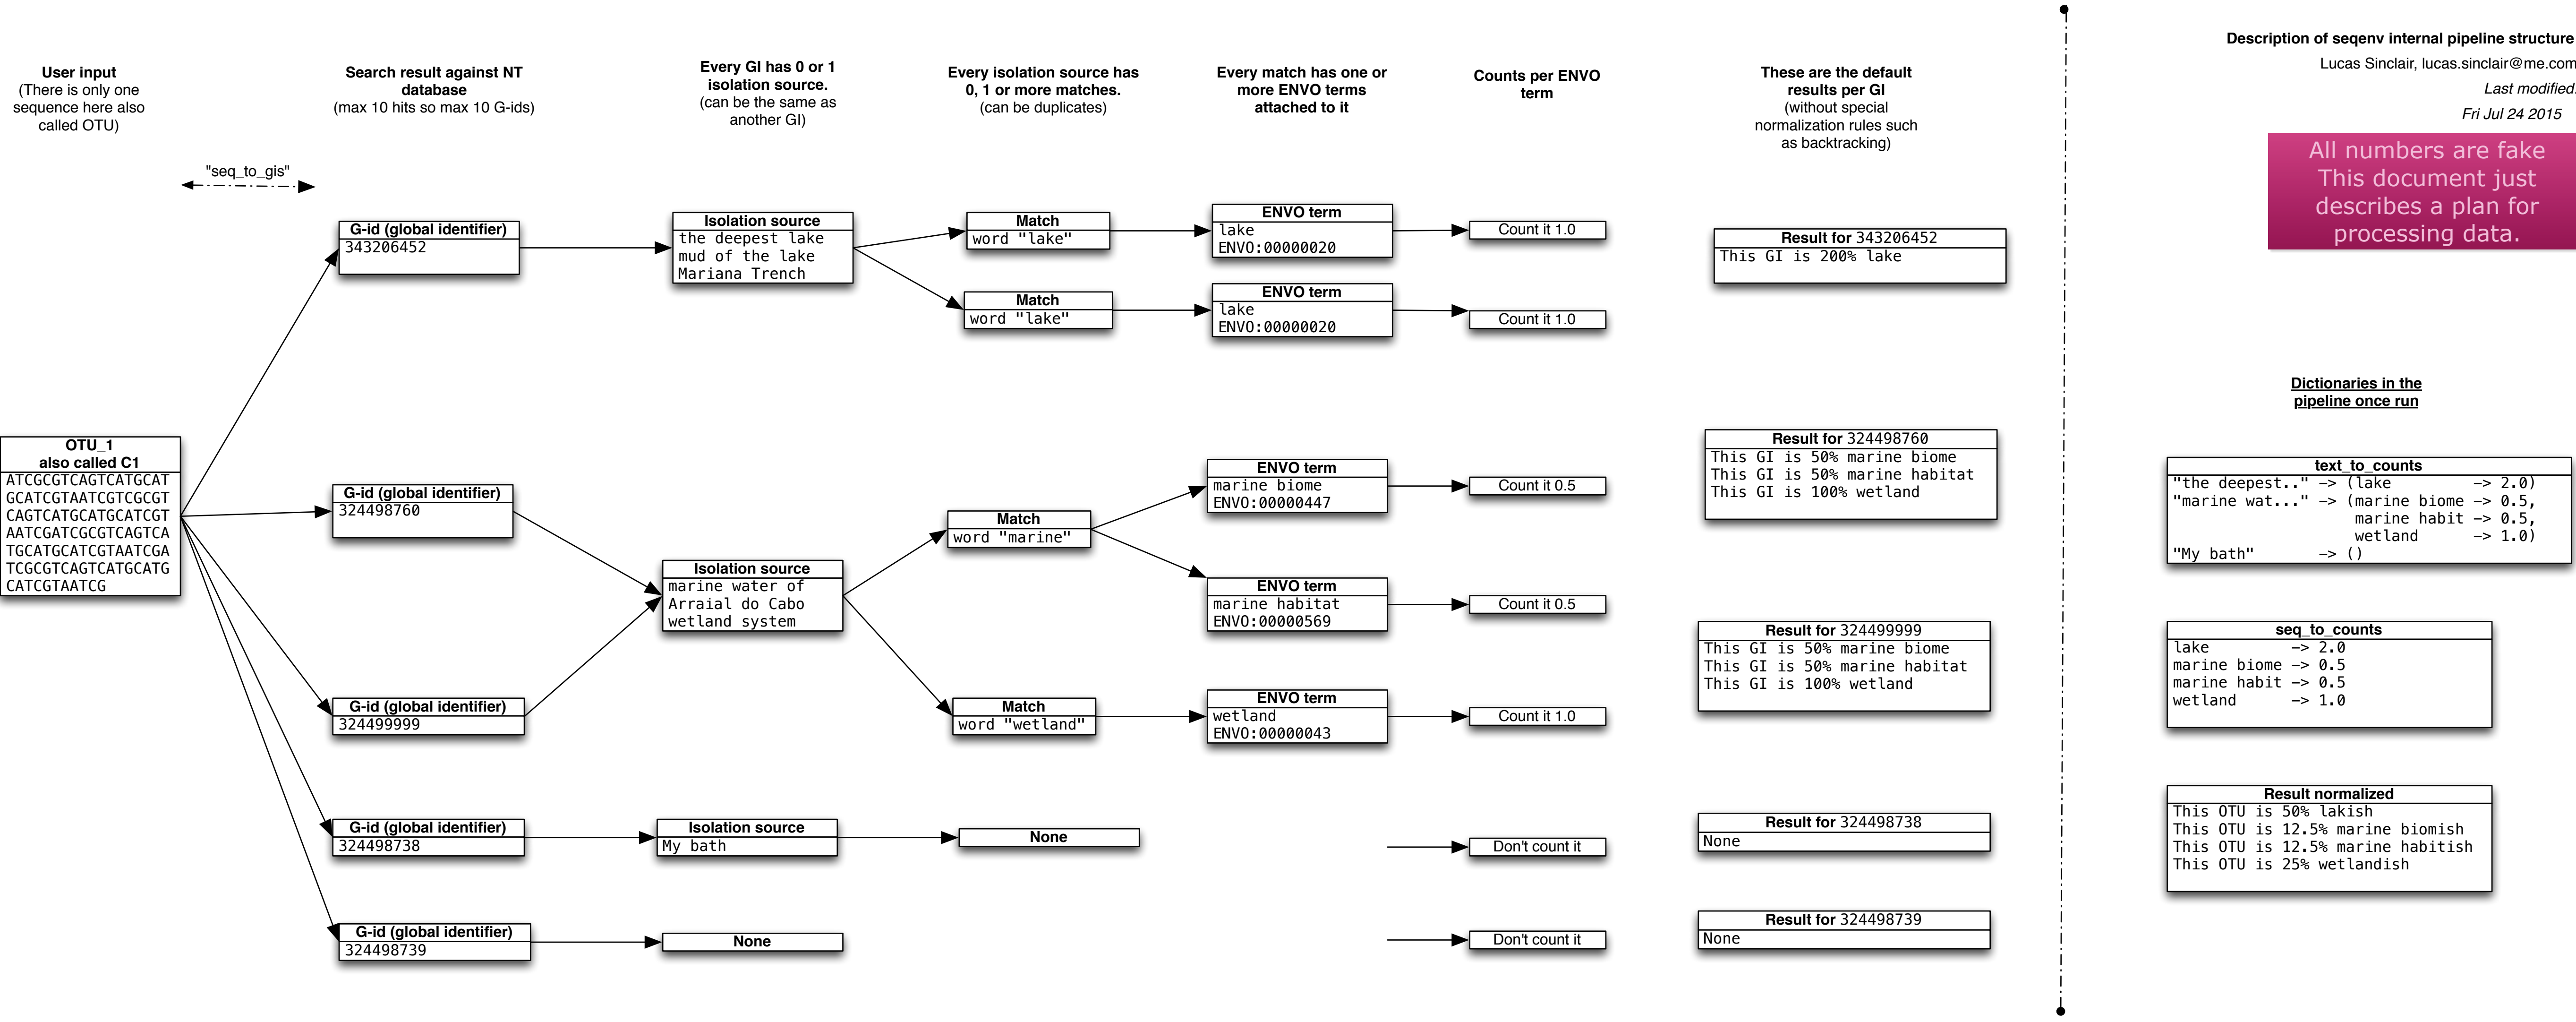 User input
(There is only one
sequence here also
called OTU)
Search result against NT
database
(max 10 hits so max 10 G-ids)
Every GI has 0 or 1
isolation source.
(can be the same as
another GI)
Every isolation source has
0, 1 or more matches.
(can be duplicates)
Every match has one or
more ENVO terms
attached to it
Counts per ENVO
term
These are the default
results per GI
(without special
normalization rules such
as backtracking)
Description of seqenv internal pipeline structure
Lucas Sinclair, lucas.sinclair@me.com
Last modified:
Fri Jul 24 2015
All numbers are fake
This document just
describes a plan for
processing data.
"seq_to_gis"
OTU_1
also called C1
ATCGCGTCAGTCATGCAT
GCATCGTAATCGTCGCGT
CAGTCATGCATGCATCGT
AATCGATCGCGTCAGTCA
TGCATGCATCGTAATCGA
TCGCGTCAGTCATGCATG
CATCGTAATCG
G-id (global identifier)
343206452
Isolation source
the deepest lake
mud of the lake
Mariana Trench
Match
word "lake"
ENVO term
lake
ENVO:00000020
Count it 1.0
Match
word "lake"
ENVO term
lake
ENVO:00000020
Count it 1.0
Result for 343206452
This GI is 200% lake
G-id (global identifier)
324498760
G-id (global identifier)
324499999
Isolation source
marine water of
Arraial do Cabo
wetland system
Match
word "marine"
ENVO term
marine biome
ENVO:00000447
Count it 0.5
ENVO term
marine habitat
ENVO:00000569
Count it 0.5
Match
word "wetland"
ENVO term
wetland
ENVO:00000043
Count it 1.0
Result for 324498760
This GI is 50% marine biome
This GI is 50% marine habitat
This GI is 100% wetland
Result for 324499999
This GI is 50% marine biome
This GI is 50% marine habitat
This GI is 100% wetland
G-id (global identifier)
324498738
Isolation source
My bath
None
Don't count it
Result for 324498738
None
G-id (global identifier)
324498739
None
Don't count it
Result for 324498739
None
Dictionaries in the
pipeline once run
text_to_counts
"the deepest.." -> (lake -> 2.0)
"marine wat..." -> (marine biome -> 0.5,
marine habit -> 0.5,
wetland -> 1.0)
"My bath" -> ()
seq_to_counts
lake -> 2.0
marine biome -> 0.5
marine habit -> 0.5
wetland -> 1.0
Result normalized
This OTU is 50% lakish
This OTU is 12.5% marine biomish
This OTU is 12.5% marine habitish
This OTU is 25% wetlandish